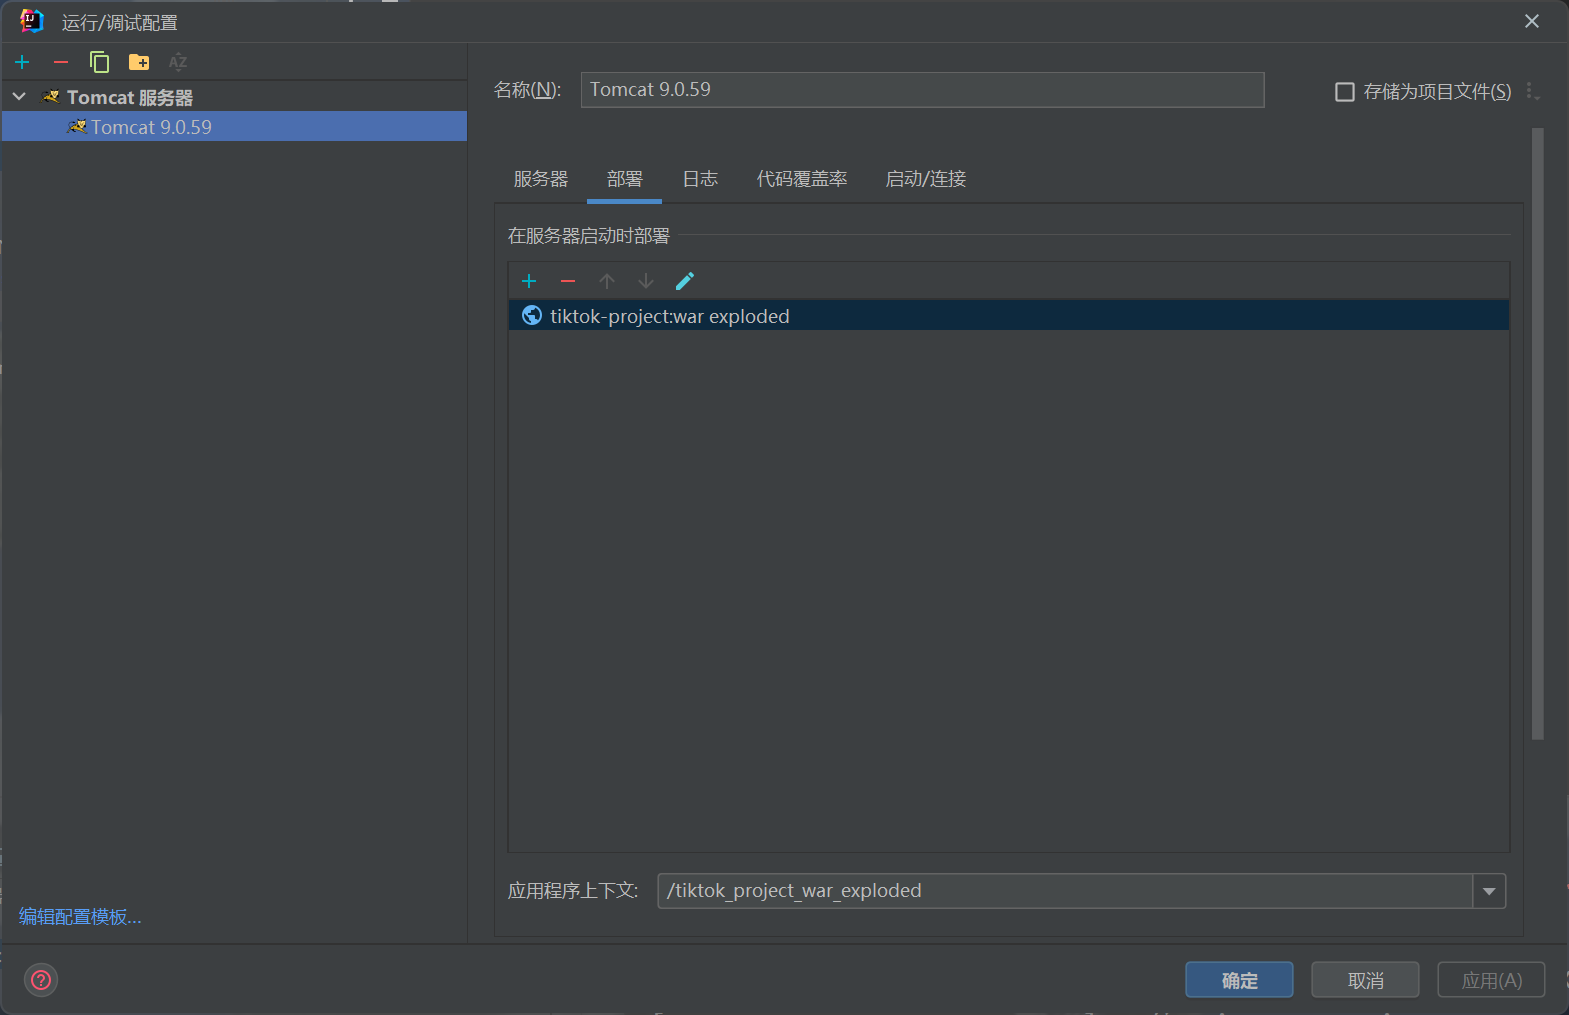 运行/调试配置
Tomcat 服务器
Tomcat 9.0.59
编辑配置模板...
名称(N): Tomcat 9.0.59
存储为项目文件(S)
服务器 部署 日志 代码覆盖率 启动/连接
在服务器启动时部署
tiktok-project:war exploded
应用程序上下文: /tiktok_project_war_exploded
确定 取消 应用(A)